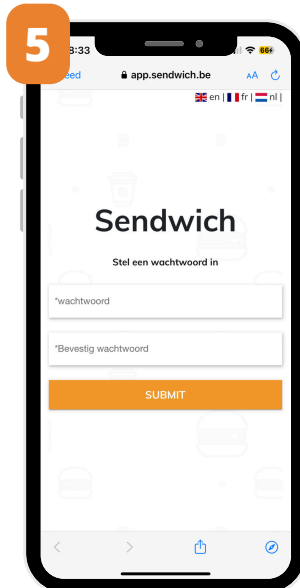 5
8:33
66
app.sendwich.be
AA
en | fr | nl |
Sendwich
Stel een wachtwoord in
*wachtwoord
*Bevestig wachtwoord
SUBMIT